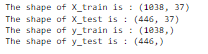 The shape of X_train is : (1038, 37)
The shape of X_test is : (446, 37)
The shape of y_train is : (1038,)
The shape of y_test is : (446,)